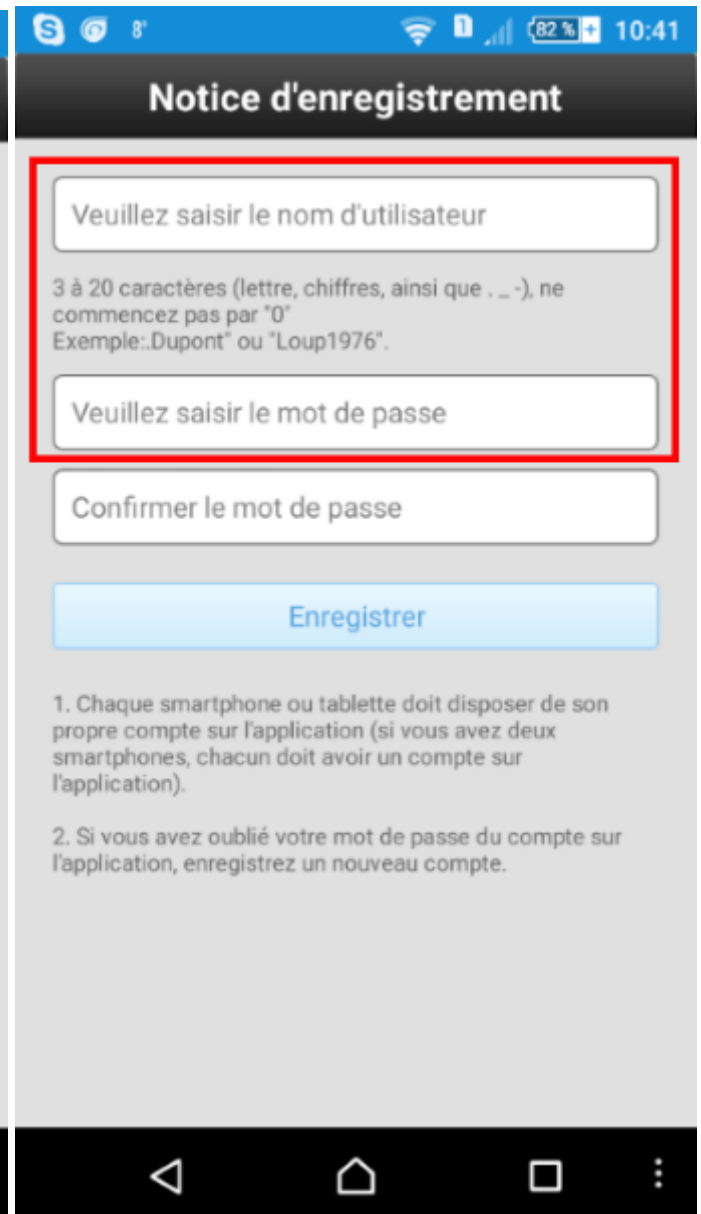 8' 1 82 % 10:41
Notice d'enregistrement
Veuillez saisir le nom d'utilisateur
3 à 20 caractères (lettre, chiffres, ainsi que . _ -), ne
commencez pas par "0"
Exemple:.Dupont" ou "Loup1976".
Veuillez saisir le mot de passe
Confirmer le mot de passe
Enregistrer
1. Chaque smartphone ou tablette doit disposer de son
propre compte sur l'application (si vous avez deux
smartphones, chacun doit avoir un compte sur
l'application).
2. Si vous avez oublié votre mot de passe du compte sur
l'application, enregistrez un nouveau compte.